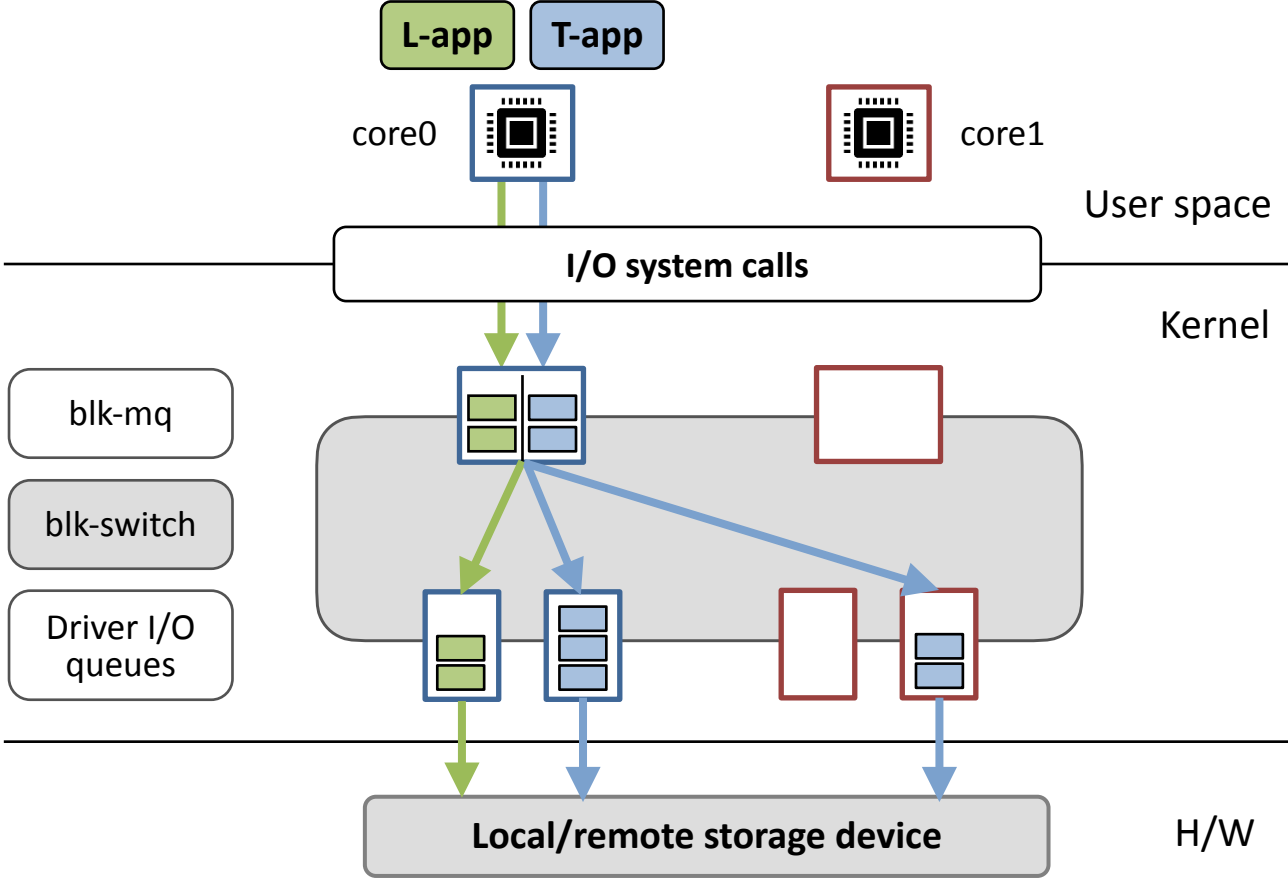 L-app
T-app
core0
core1
User space
I/O system calls
Kernel
blk-mq
blk-switch
Driver I/O
queues
Local/remote storage device
H/W